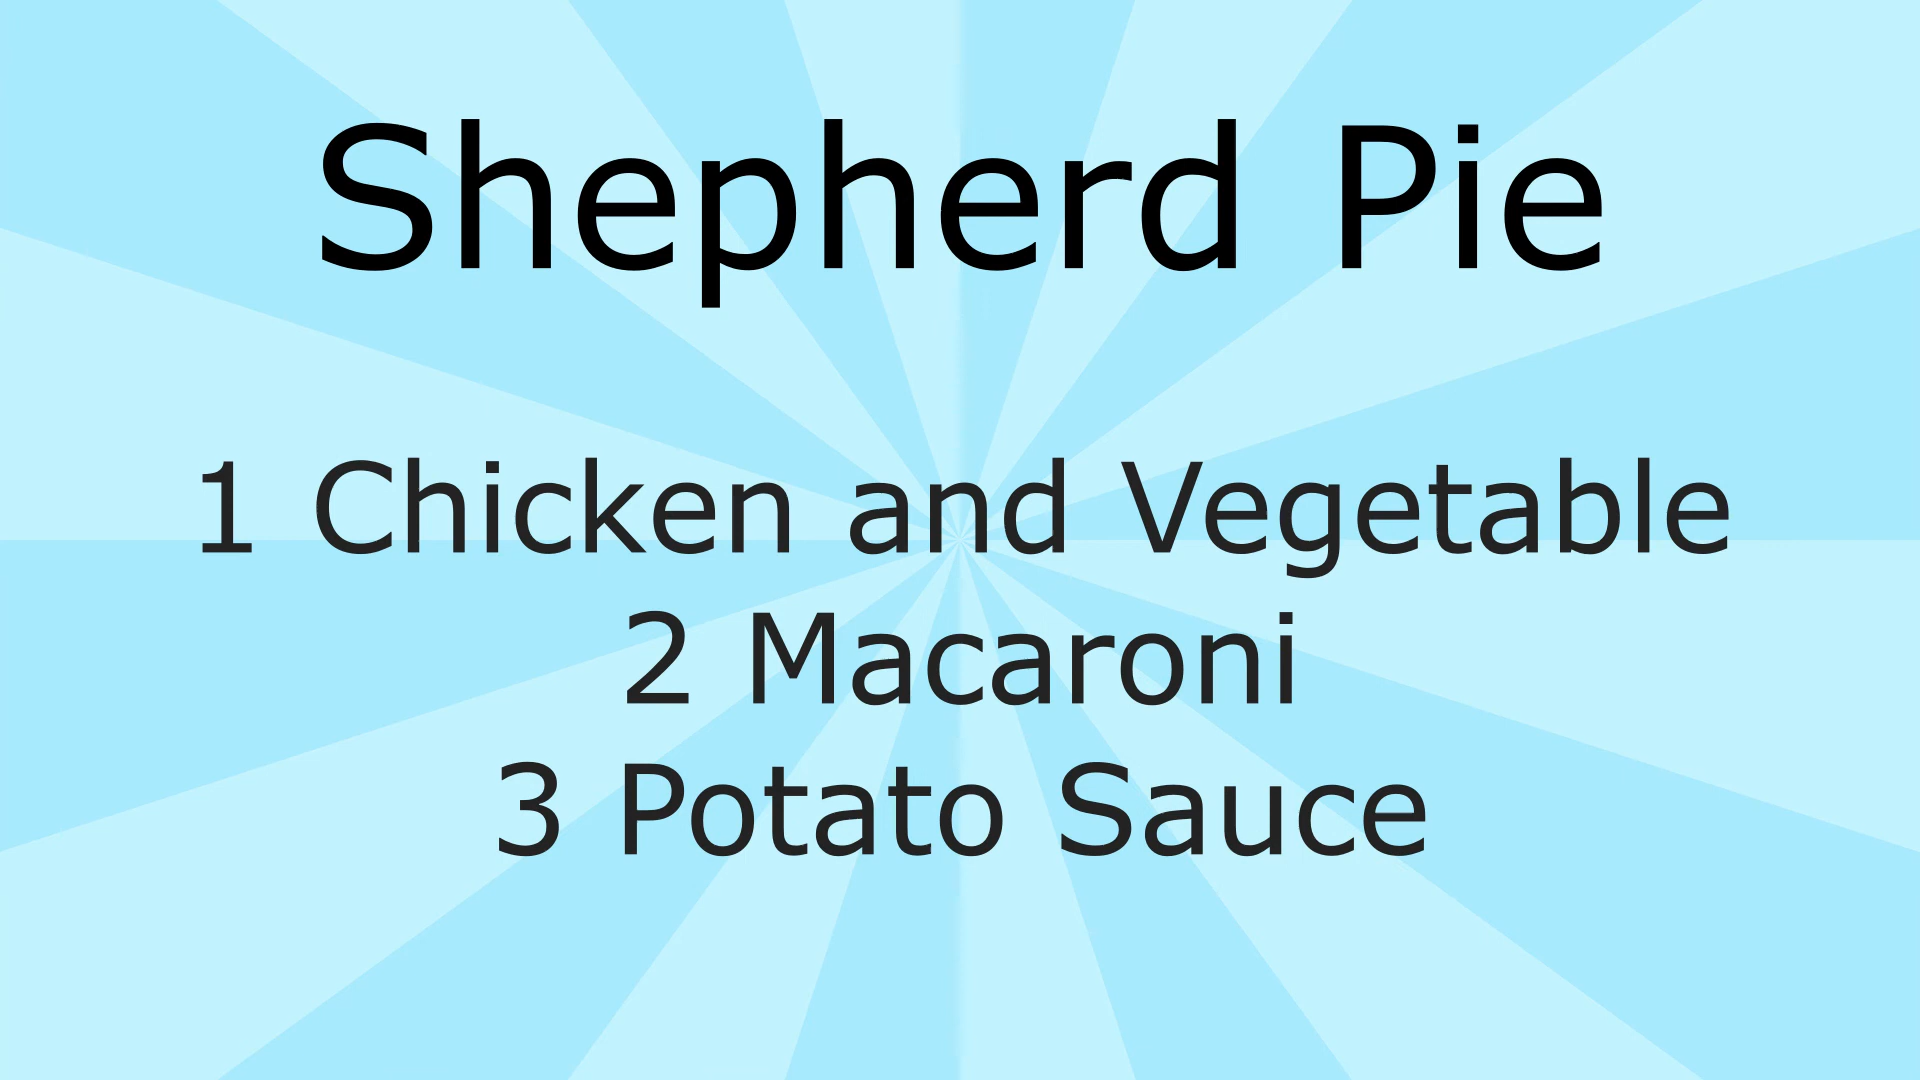 Shepherd Pie
1 Chicken and Vegetable
2 Macaroni
3 Potato Sauce